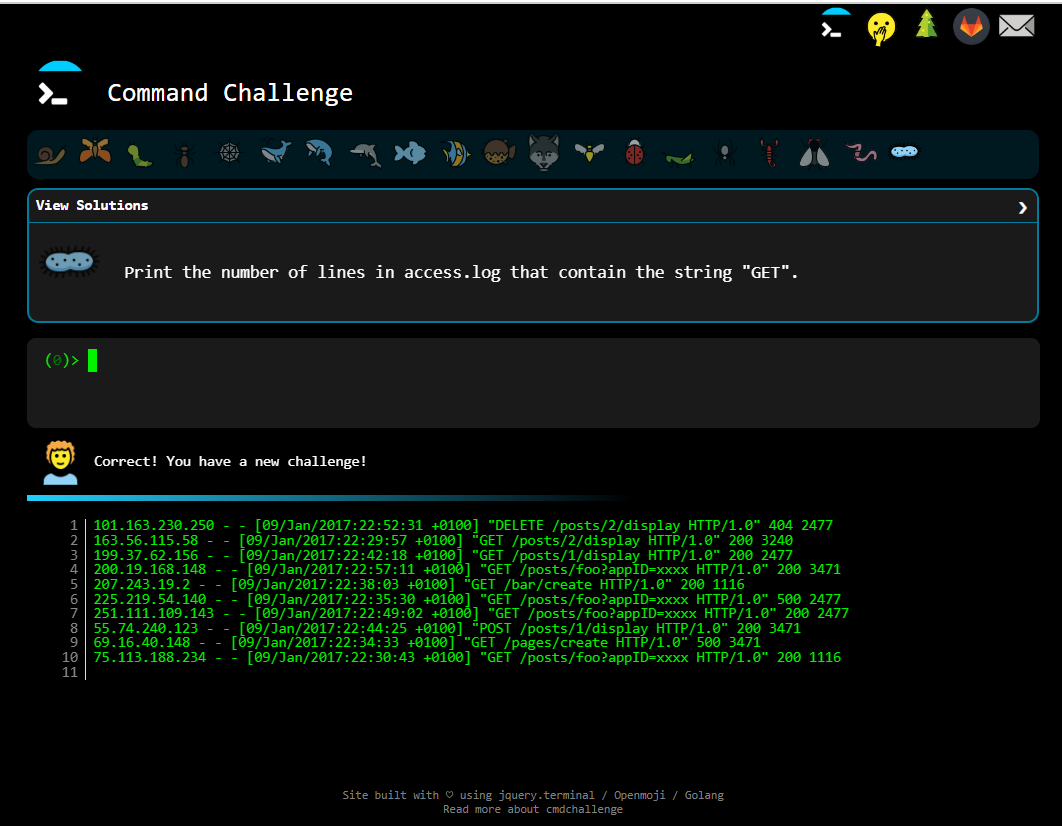 Command Challenge
View Solutions
Print the number of lines in access.log that contain the string "GET".
(0)>
Correct! You have a new challenge!
1 101.163.230.250 - - [09/Jan/2017:22:52:31 +0100] "DELETE /posts/2/display HTTP/1.0" 404 2477
2 163.56.115.58 - - [09/Jan/2017:22:29:57 +0100] "GET /posts/2/display HTTP/1.0" 200 3240
3 199.37.62.156 - - [09/Jan/2017:22:42:18 +0100] "GET /posts/1/display HTTP/1.0" 200 2477
4 200.19.168.148 - - [09/Jan/2017:22:57:11 +0100] "GET /posts/foo?appID=xxxx HTTP/1.0" 200 3471
5 207.243.19.2 - - [09/Jan/2017:22:38:03 +0100] "GET /bar/create HTTP/1.0" 200 1116
6 225.219.54.140 - - [09/Jan/2017:22:35:30 +0100] "GET /posts/foo?appID=xxxx HTTP/1.0" 500 2477
7 251.111.109.143 - - [09/Jan/2017:22:49:02 +0100] "GET /posts/foo?appID=xxxx HTTP/1.0" 200 2477
8 55.74.240.123 - - [09/Jan/2017:22:44:25 +0100] "POST /posts/1/display HTTP/1.0" 200 3471
9 69.16.40.148 - - [09/Jan/2017:22:34:33 +0100] "GET /pages/create HTTP/1.0" 500 3471
10 75.113.188.234 - - [09/Jan/2017:22:30:43 +0100] "GET /posts/foo?appID=xxxx HTTP/1.0" 200 1116
11
Site built with ♡ using jquery.terminal / Openmoji / Golang
Read more about cmdchallenge